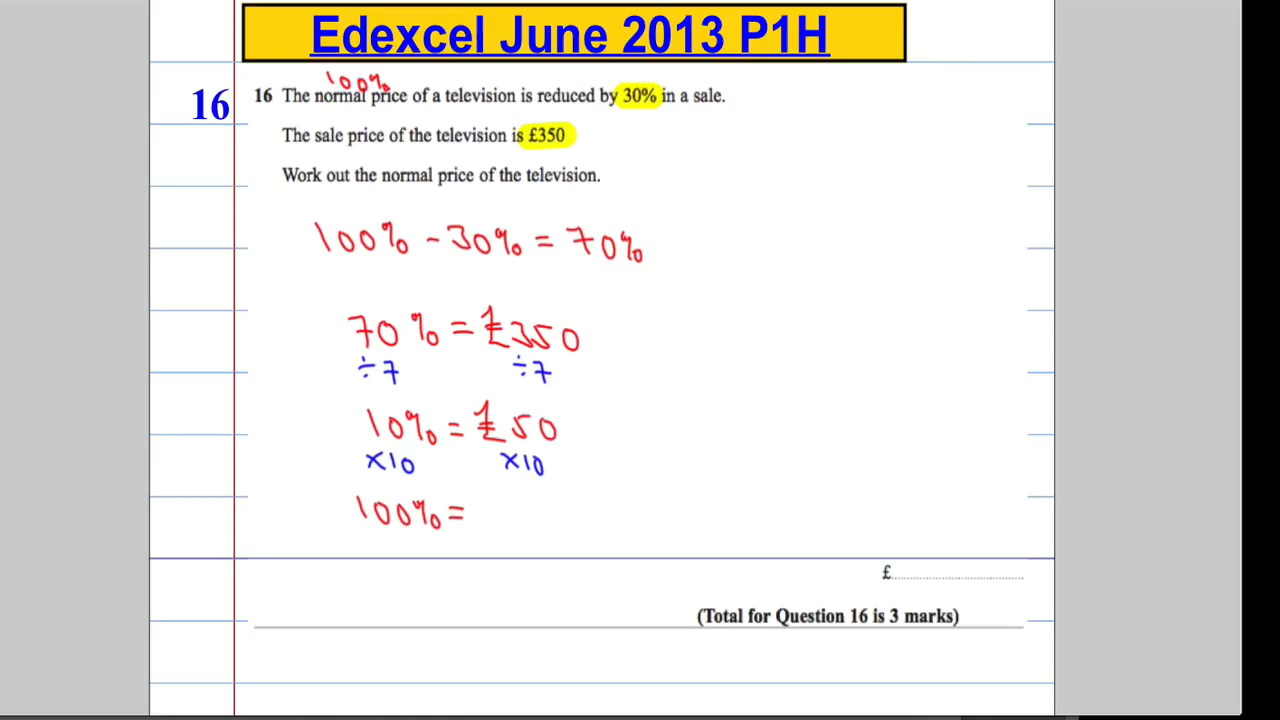 Edexcel June 2013 P1H
100%
16
16 The normal price of a television is reduced by 30% in a sale.
The sale price of the television is £350
Work out the normal price of the television.
100% - 30% = 70%
70% = £350
÷7 ÷7
10% = £50
×10 ×10
100% =
£
(Total for Question 16 is 3 marks)